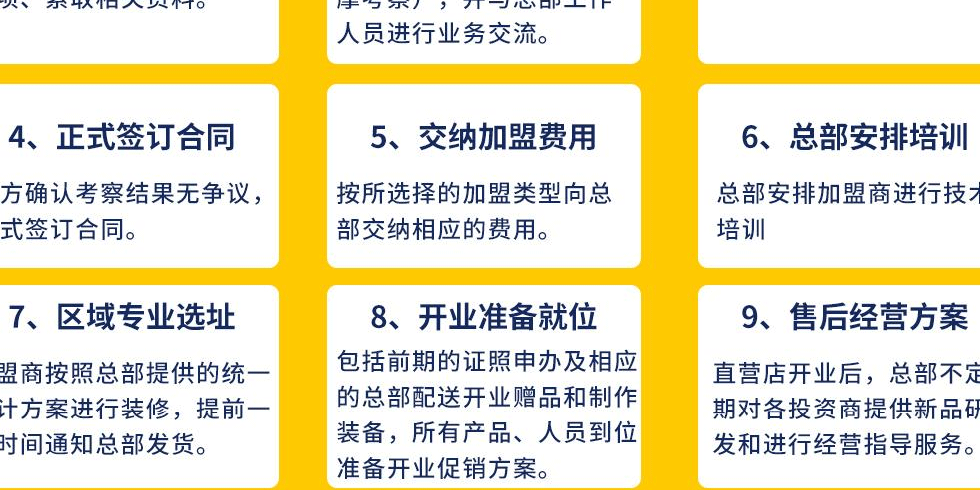 项、索取相关资料。
摩考察），并与总部工作
人员进行业务交流。
4、正式签订合同
方确认考察结果无争议，
式签订合同。
5、交纳加盟费用
按所选择的加盟类型向总
部交纳相应的费用。
6、总部安排培训
总部安排加盟商进行技术
培训
7、区域专业选址
盟商按照总部提供的统一
计方案进行装修，提前一
时间通知总部发货。
8、开业准备就位
包括前期的证照申办及相应
的总部配送开业赠品和制作
装备，所有产品、人员到位
准备开业促销方案。
9、售后经营方案
直营店开业后，总部不定
期对各投资商提供新品研
发和进行经营指导服务。